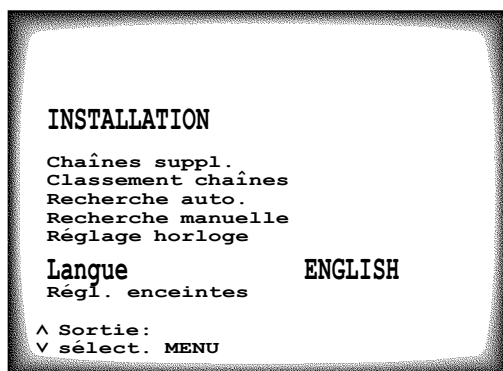 INSTALLATION
Chaînes suppl.
Classement chaînes
Recherche auto.
Recherche manuelle
Réglage horloge
Langue ENGLISH
Régl. enceintes
^ Sortie:
v sélect. MENU